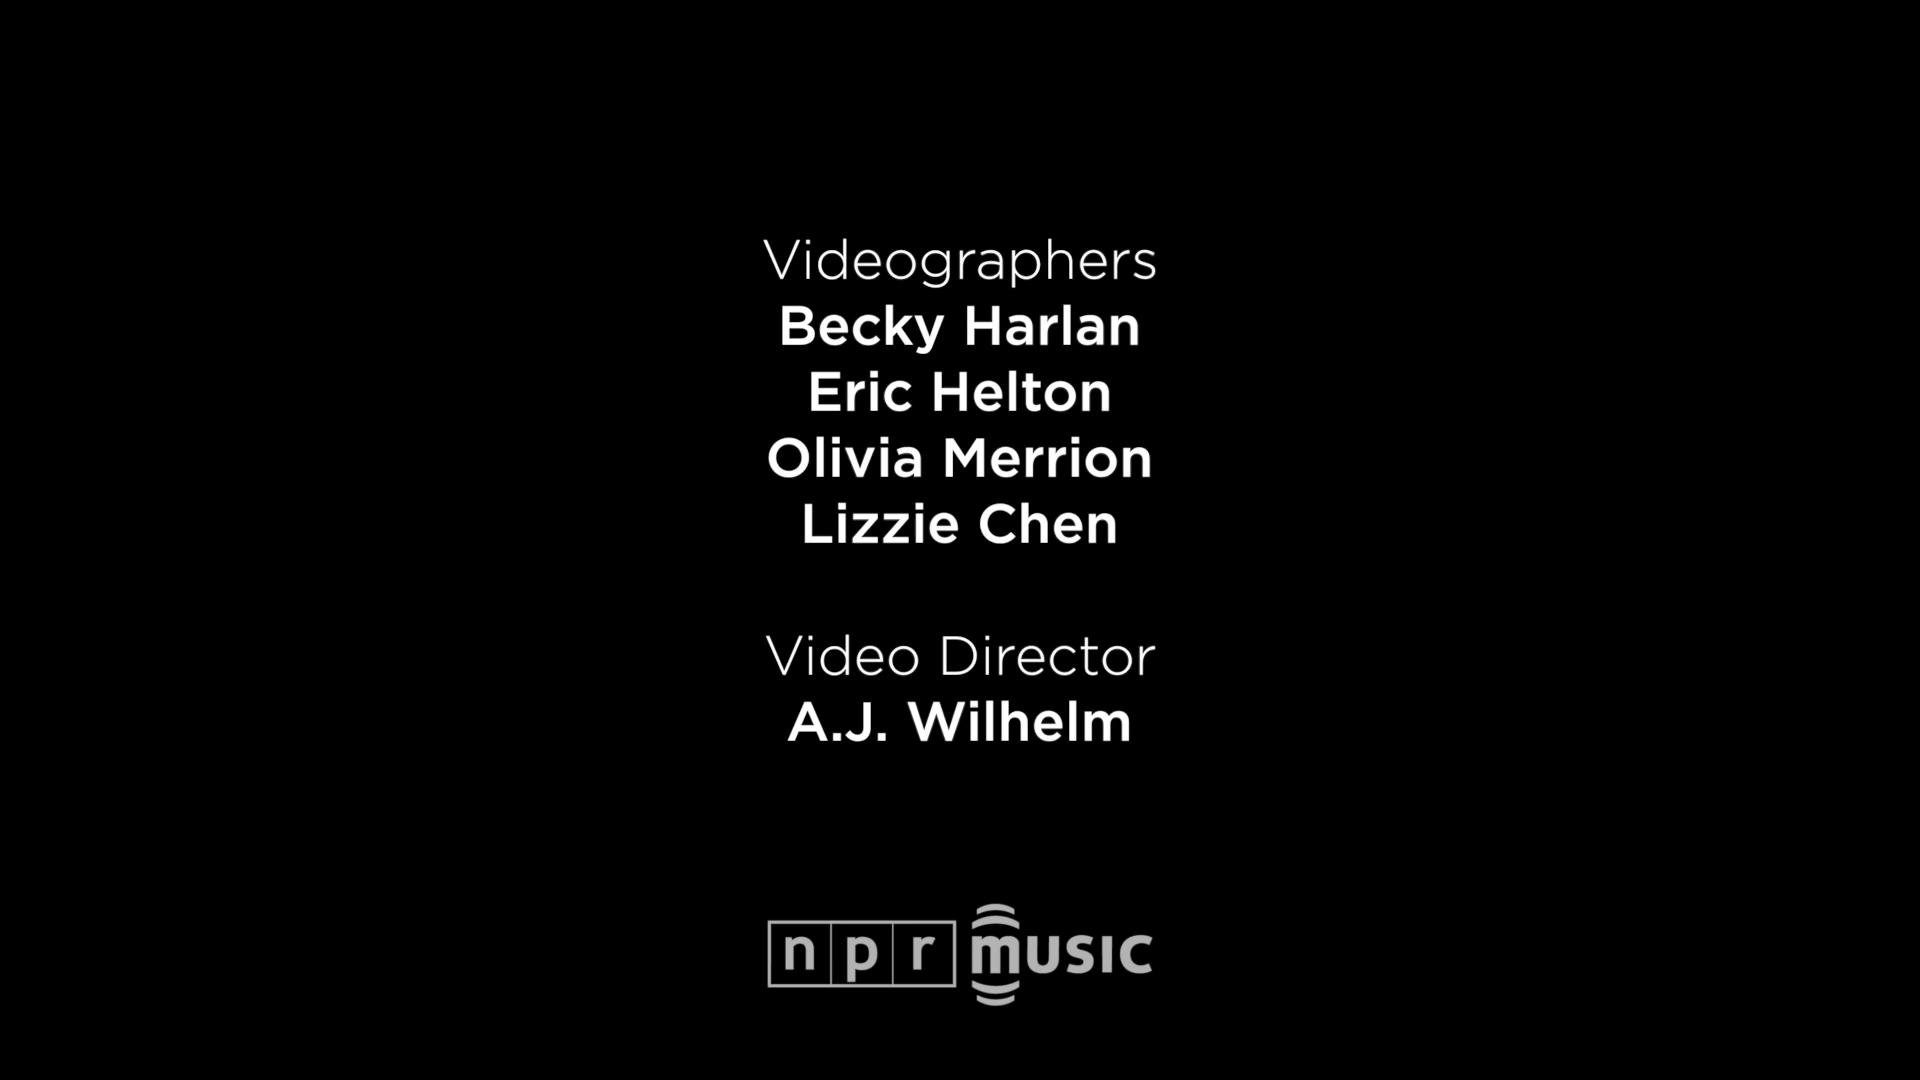 Videographers
Becky Harlan
Eric Helton
Olivia Merrion
Lizzie Chen
Video Director
A.J. Wilhelm
npr music